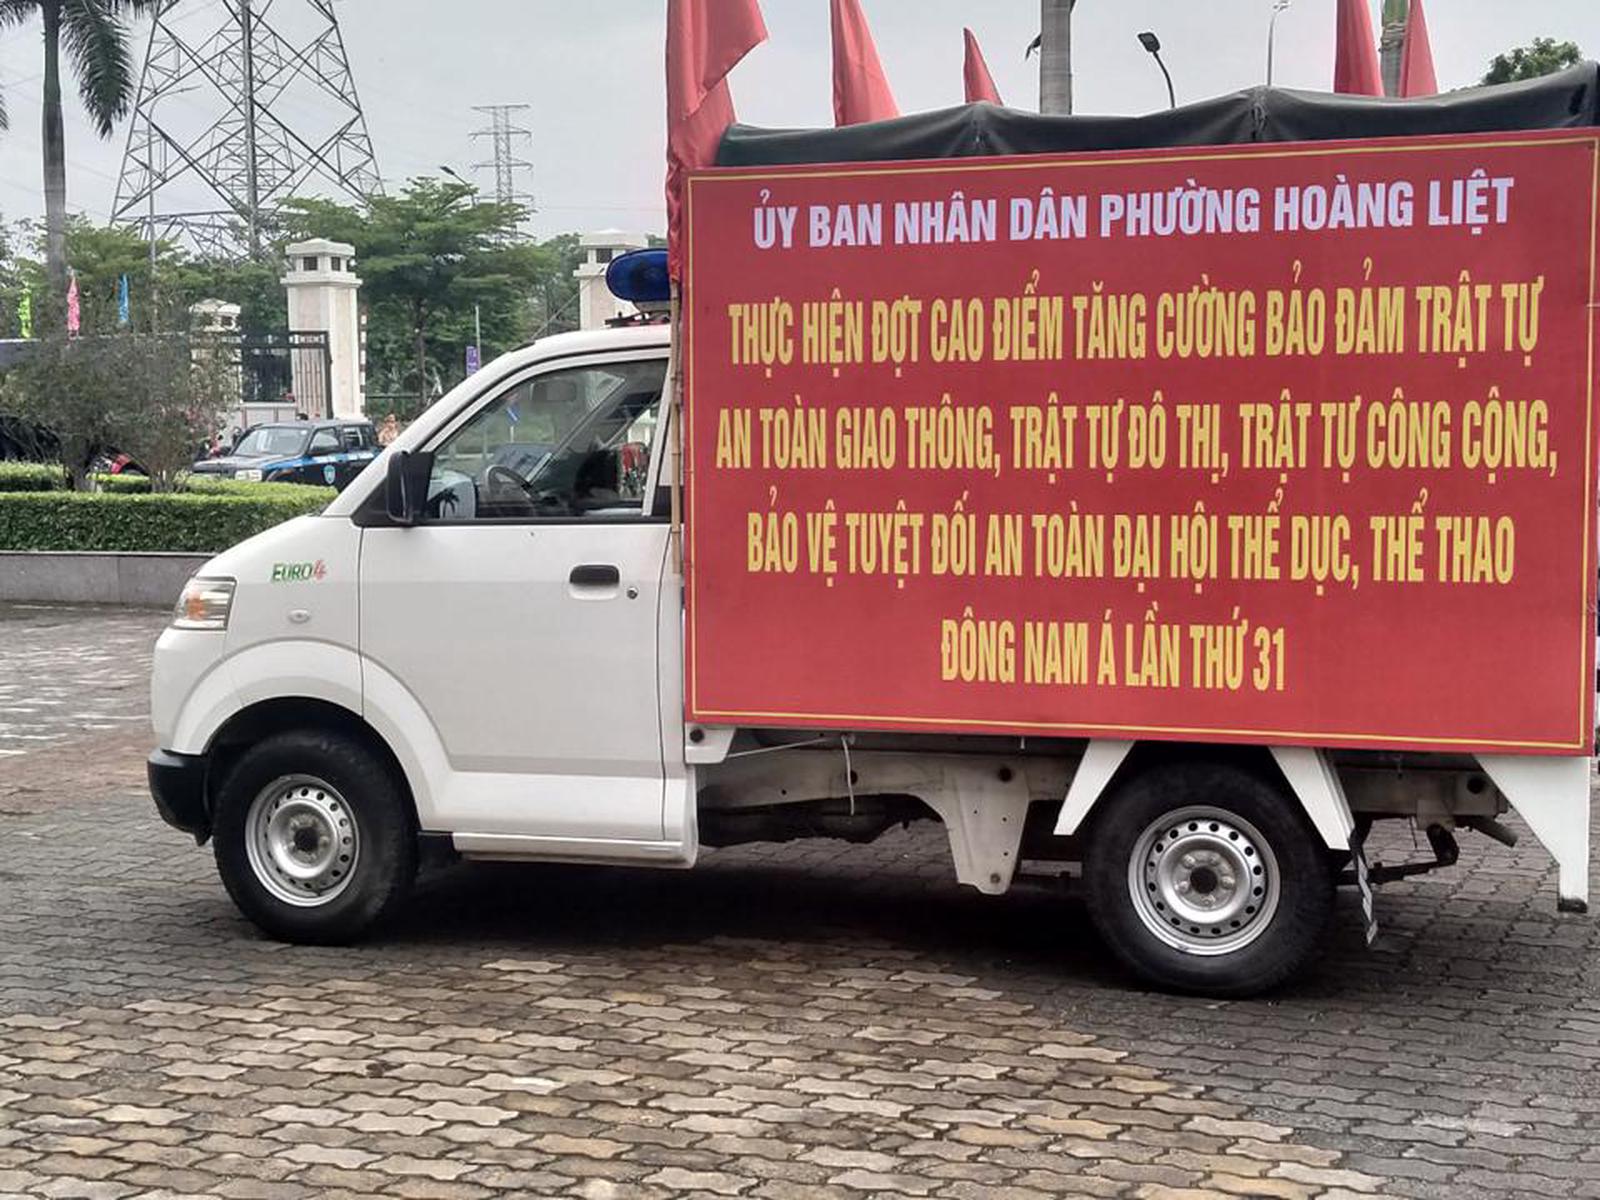 ỦY BAN NHÂN DÂN PHƯỜNG HOÀNG LIỆT
THỰC HIỆN ĐỢT CAO ĐIỂM TĂNG CƯỜNG BẢO ĐẢM TRẬT TỰ
AN TOÀN GIAO THÔNG, TRẬT TỰ ĐÔ THỊ, TRẬT TỰ CÔNG CỘNG,
BẢO VỆ TUYỆT ĐỐI AN TOÀN ĐẠI HỘI THỂ DỤC, THỂ THAO
ĐÔNG NAM Á LẦN THỨ 31
EURO4